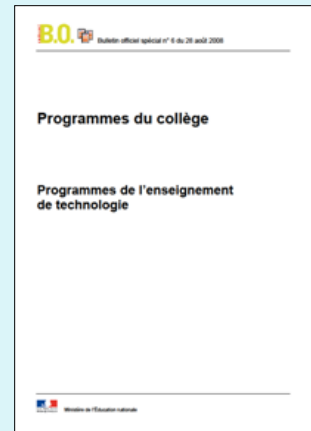 B.O. Bulletin officiel spécial n° 6 du 28 août 2008
Programmes du collège
Programmes de l'enseignement
de technologie
Ministère de l'Éducation nationale